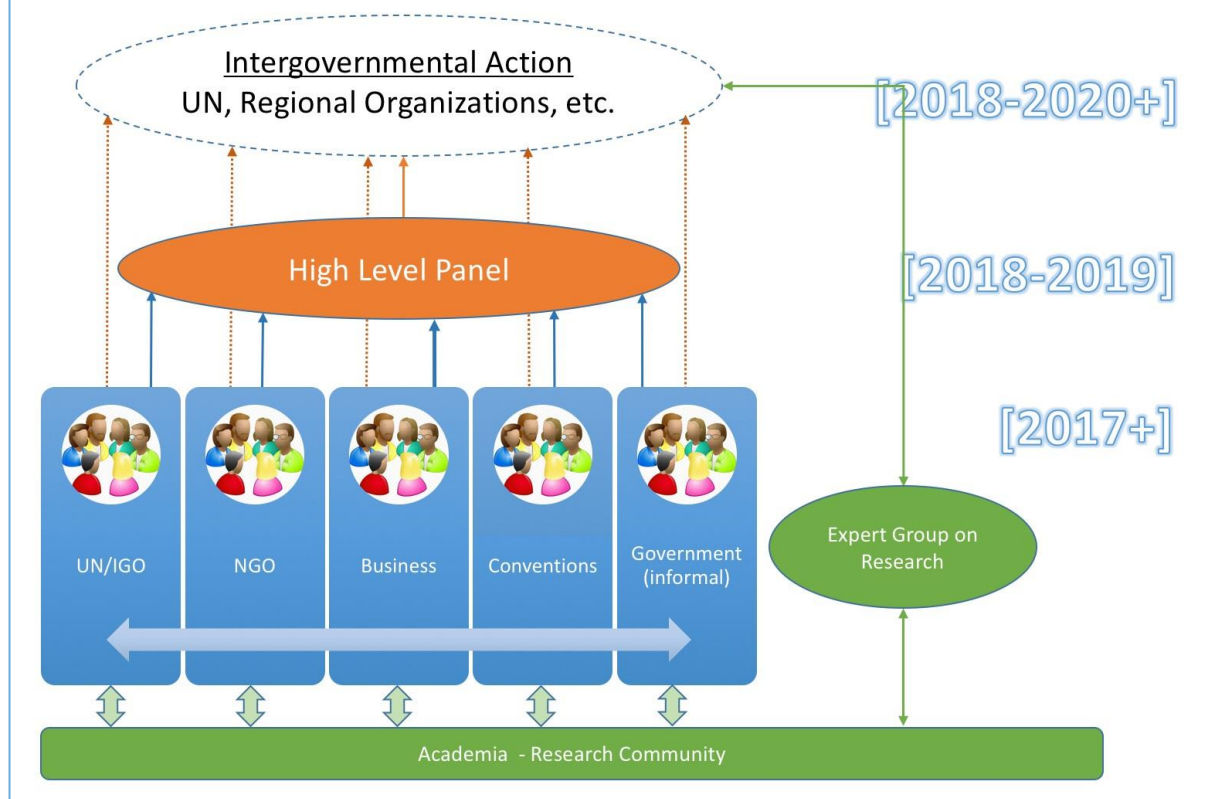 Intergovernmental Action
UN, Regional Organizations, etc.
[2018-2020+]
High Level Panel
[2018-2019]
[2017+]
UN/IGO
NGO
Business
Conventions
Government
(informal)
Expert Group on
Research
Academia - Research Community